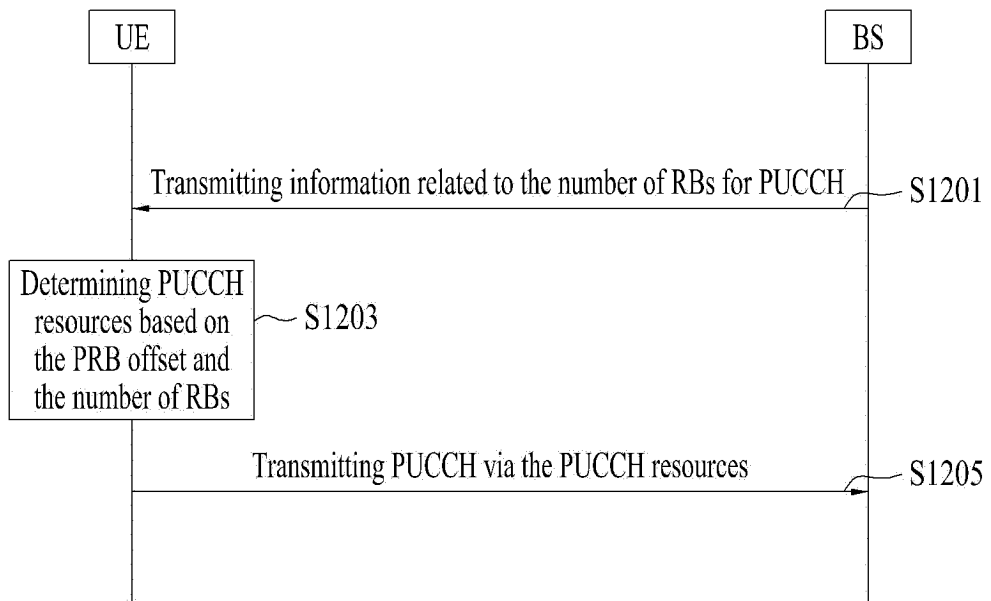 UE
BS
Transmitting information related to the number of RBs for PUCCH
S1201
Determining PUCCH
resources based on
the PRB offset and
the number of RBs
S1203
Transmitting PUCCH via the PUCCH resources
S1205